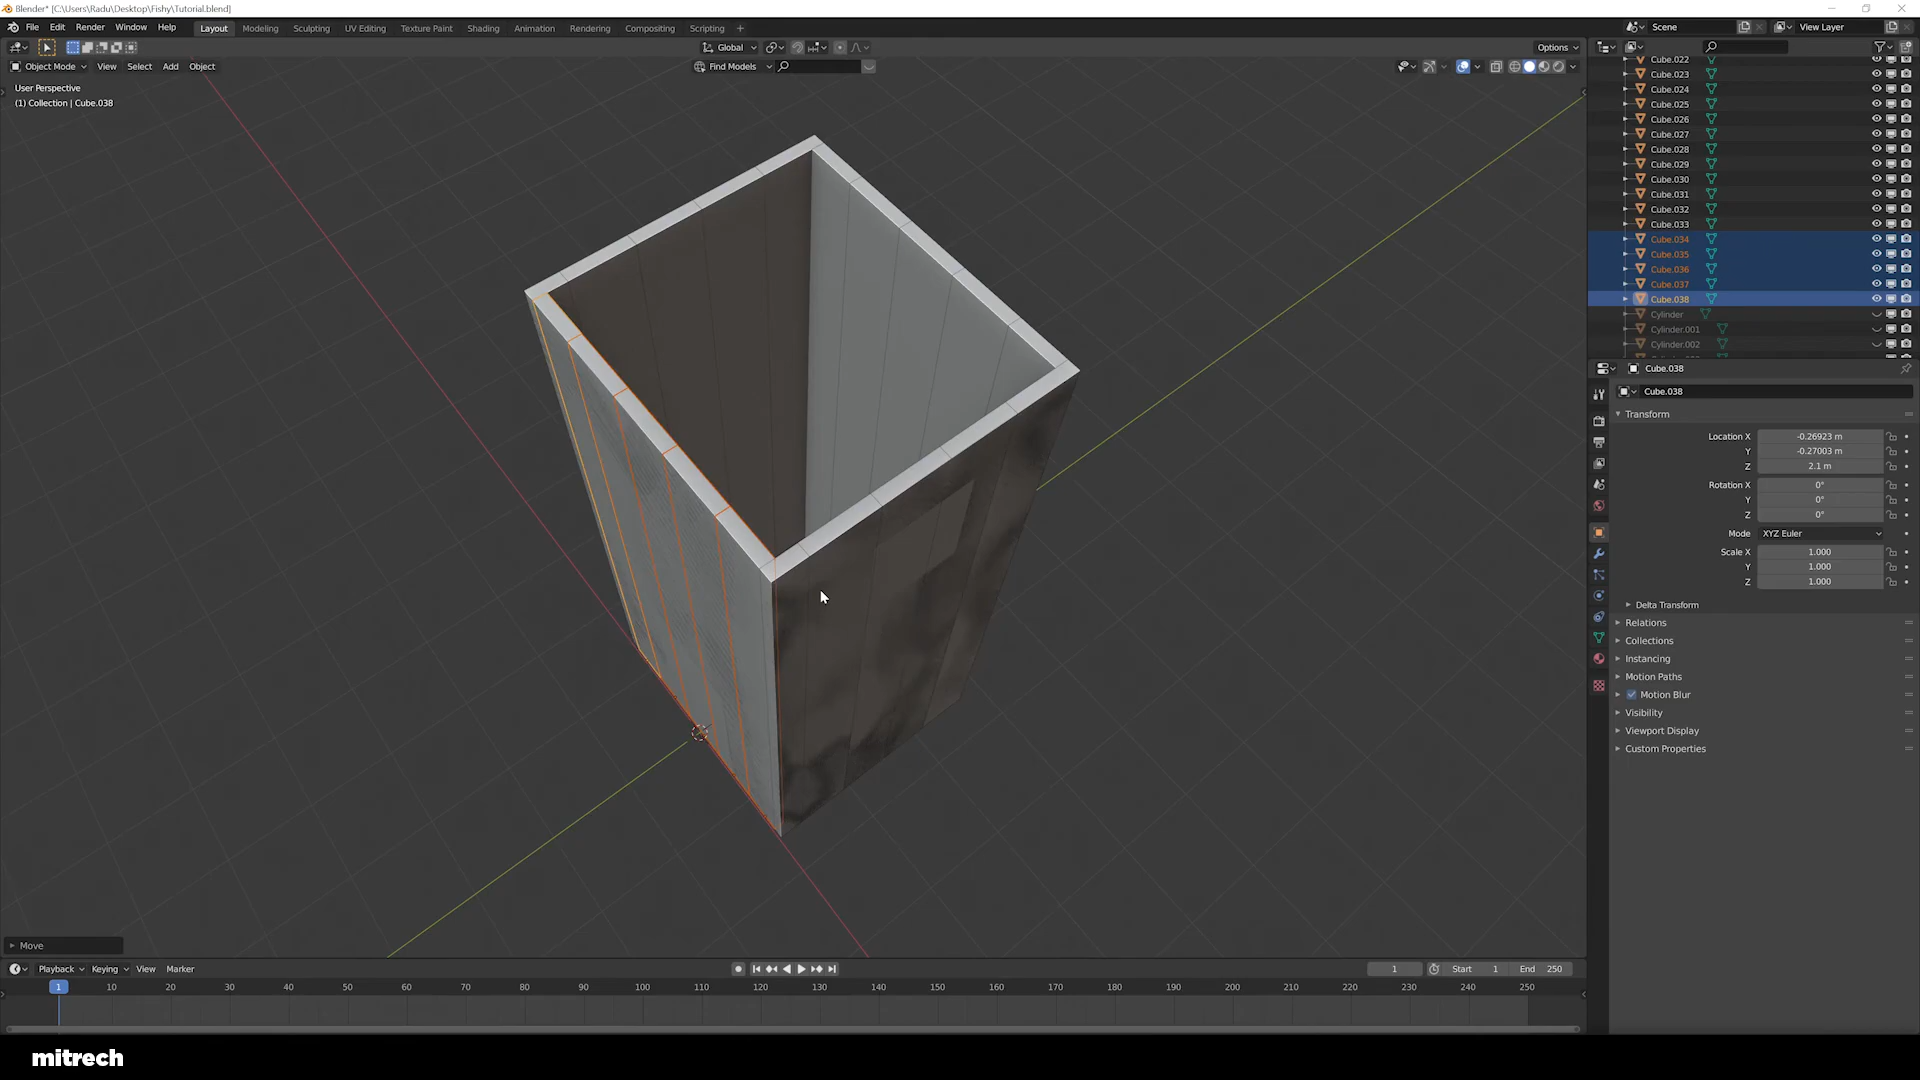 Blender* [C:\Users\Radu\Desktop\Fishy\Tutorial.blend]
File Edit Render Window Help Layout Modeling Sculpting UV Editing Texture Paint Shading Animation Rendering Compositing Scripting + Scene View Layer
Global Options
Object Mode View Select Add Object Find Models
User Perspective
(1) Collection | Cube.038
Cube.022
Cube.023
Cube.024
Cube.025
Cube.026
Cube.027
Cube.028
Cube.029
Cube.030
Cube.031
Cube.032
Cube.033
Cube.034
Cube.035
Cube.036
Cube.037
Cube.038
Cylinder
Cylinder.001
Cylinder.002
Cube.038
Cube.038
Transform
Location X -0.26923 m
Y -0.27003 m
Z 2.1 m
Rotation X 0°
Y 0°
Z 0°
Mode XYZ Euler
Scale X 1.000
Y 1.000
Z 1.000
Delta Transform
Relations
Collections
Instancing
Motion Paths
Motion Blur
Visibility
Viewport Display
Custom Properties
Move
Playback Keying View Marker 1 Start 1 End 250
1 10 20 30 40 50 60 70 80 90 100 110 120 130 140 150 160 170 180 190 200 210 220 230 240 250
mitrech